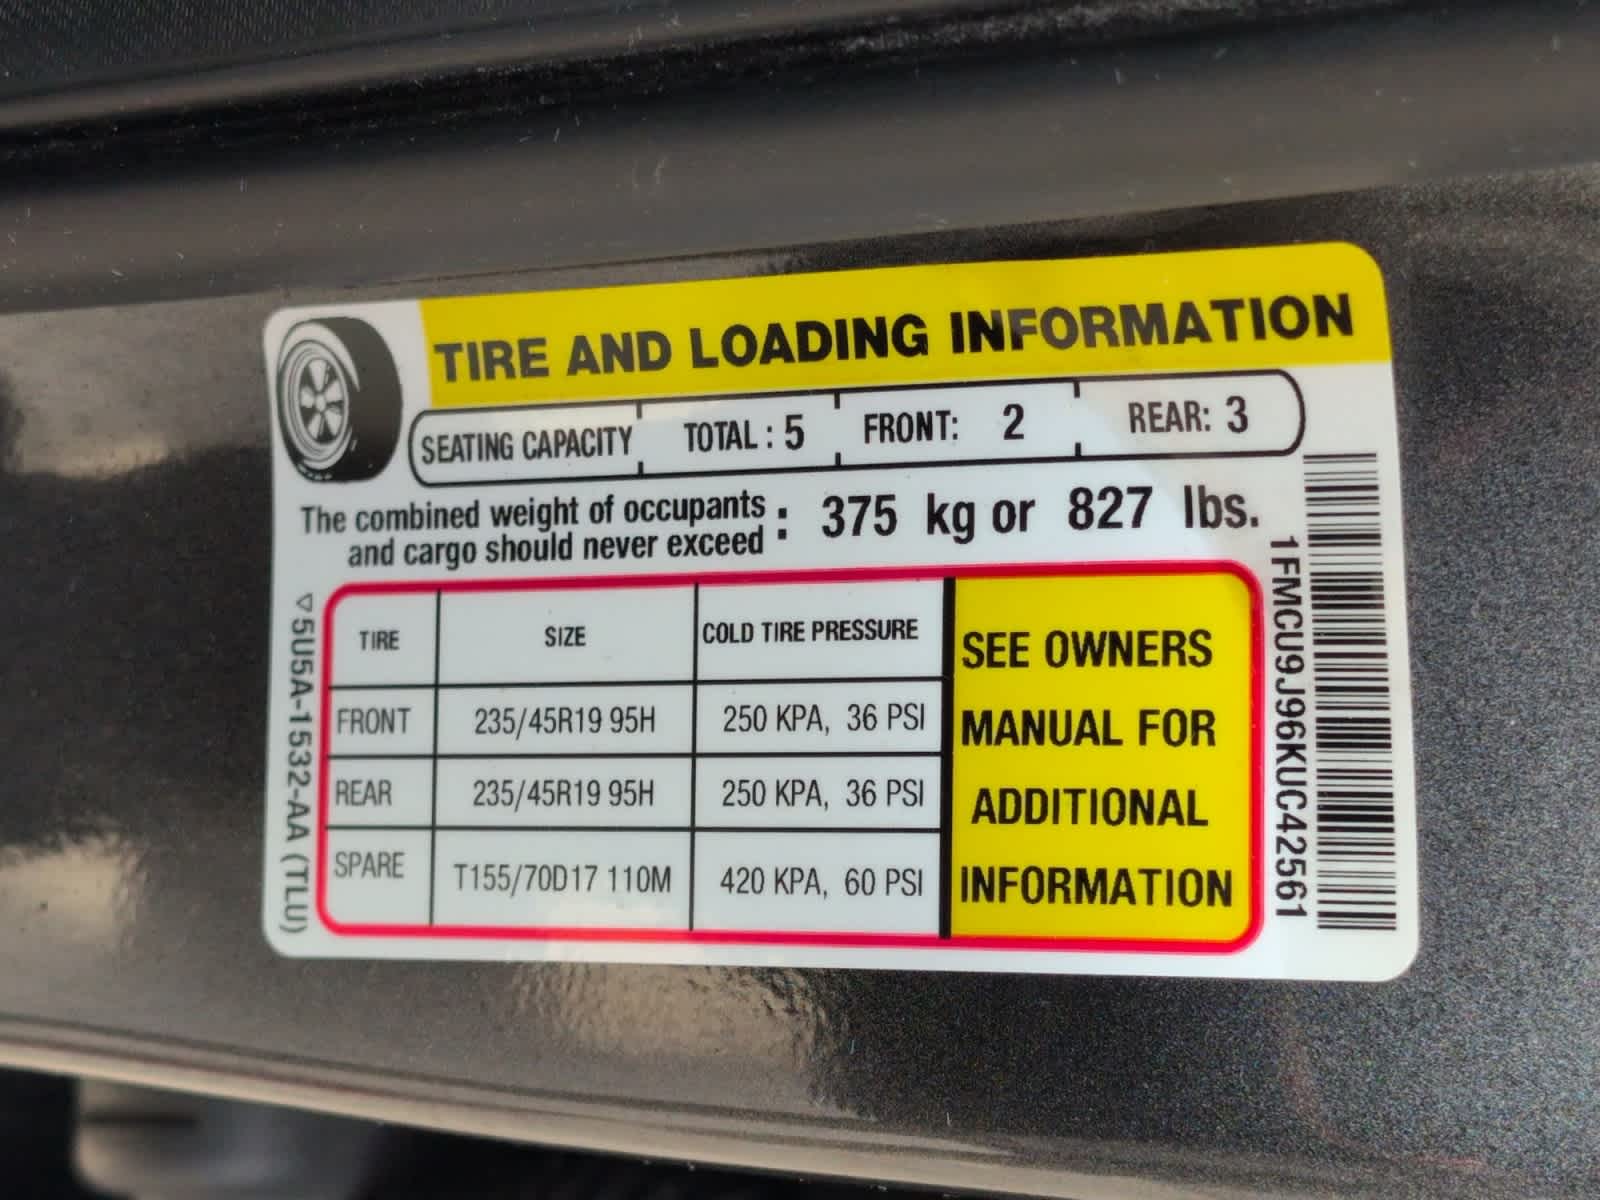 TIRE AND LOADING INFORMATION
SEATING CAPACITY TOTAL : 5 FRONT: 2 REAR: 3
The combined weight of occupants
and cargo should never exceed : 375 kg or 827 lbs.
TIRE SIZE COLD TIRE PRESSURE
FRONT 235/45R19 95H 250 KPA, 36 PSI
REAR 235/45R19 95H 250 KPA, 36 PSI
SPARE T155/70D17 110M 420 KPA, 60 PSI
SEE OWNERS
MANUAL FOR
ADDITIONAL
INFORMATION
▽5U5A-1532-AA (TLU)
1FMCU9J96KUC42561